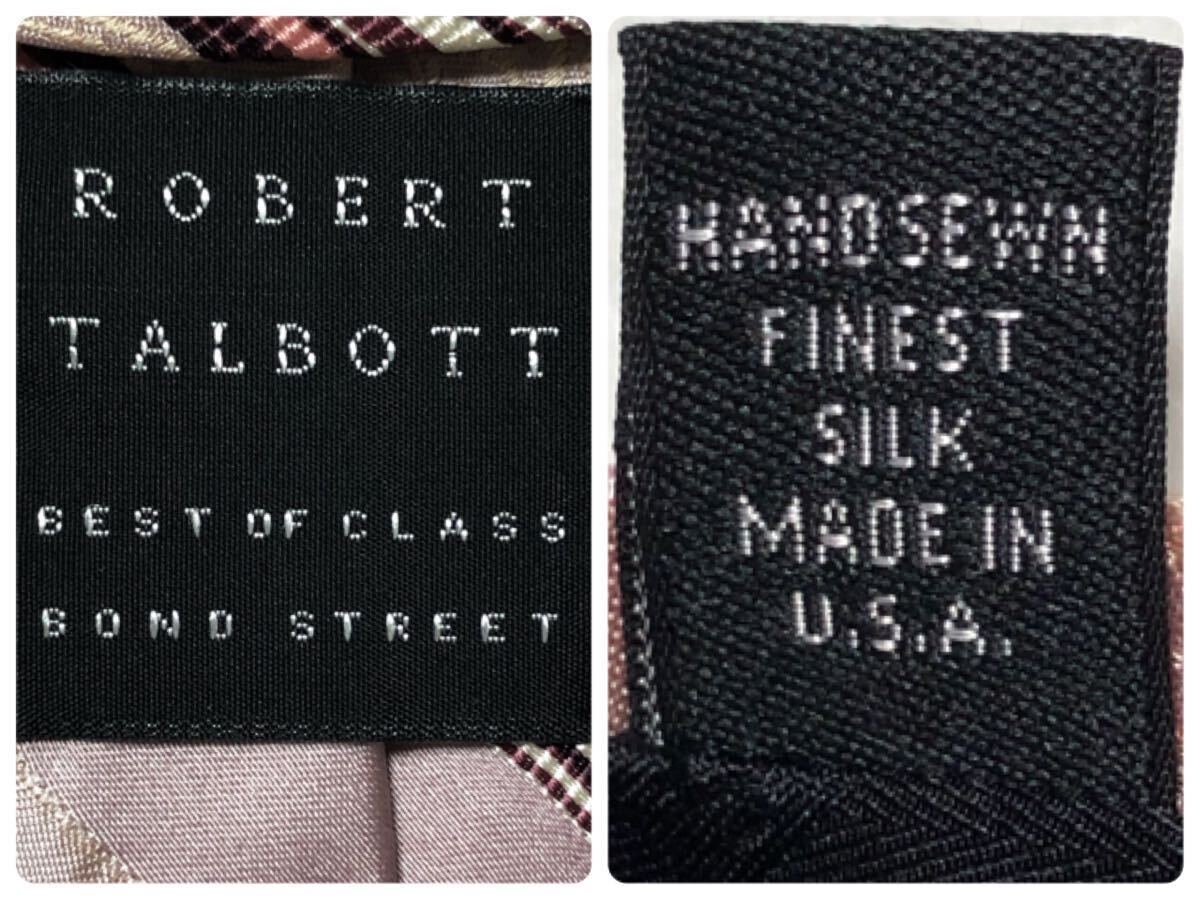 ROBERT
TALBOTT
BEST OF CLASS
BOND STREET
HANDSEWN
FINEST
SILK
MADE IN
U.S.A.